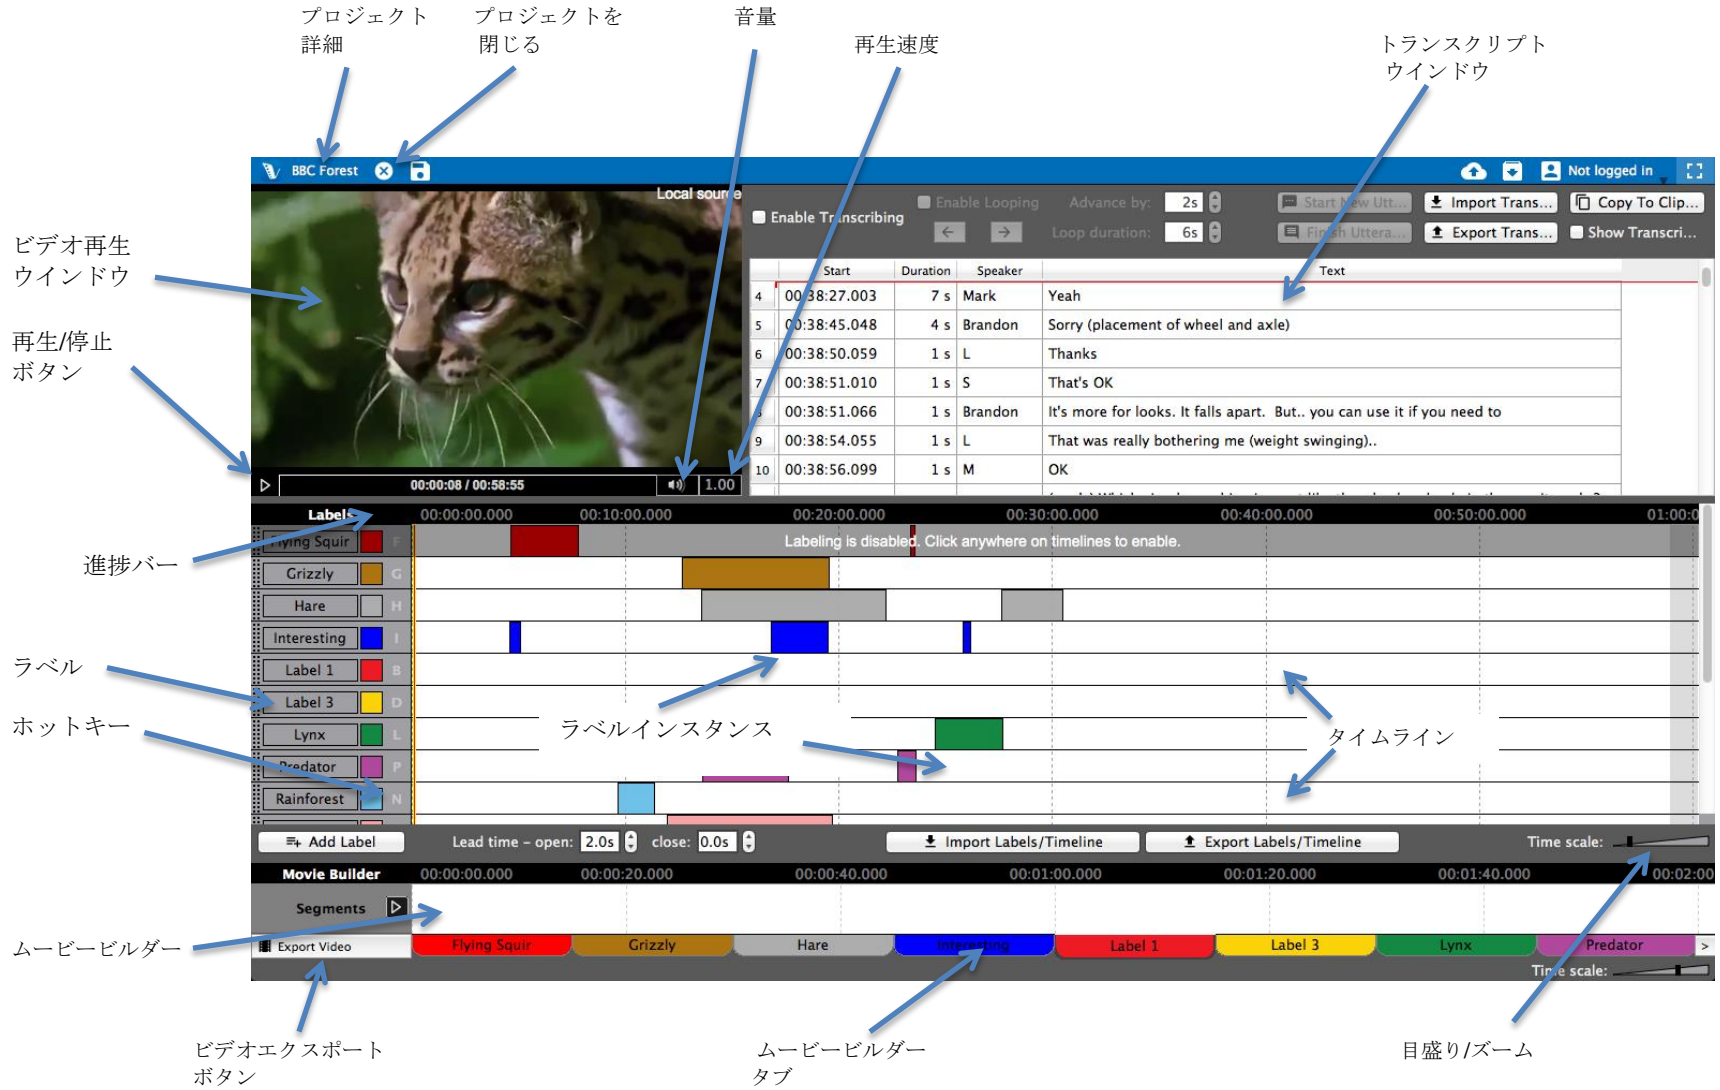 プロジェクト
詳細
プロジェクトを
閉じる
音量
再生速度
トランスクリプト
ウインドウ
BBC Forest
Not logged in
Local source
Enable Transcribing
Enable Looping
Advance by: 2s
Loop duration: 6s
Start New Utt...
Finish Uttera...
Import Trans...
Export Trans...
Copy To Clip...
Show Transcri...
ビデオ再生
ウインドウ
再生/停止
ボタン
Start Duration Speaker Text
4 00:38:27.003 7 s Mark Yeah
5 00:38:45.048 4 s Brandon Sorry (placement of wheel and axle)
6 00:38:50.059 1 s L Thanks
7 00:38:51.010 1 s S That's OK
8 00:38:51.066 1 s Brandon It's more for looks. It falls apart. But.. you can use it if you need to
9 00:38:54.055 1 s L That was really bothering me (weight swinging)..
10 00:38:56.099 1 s M OK
00:00:08 / 00:58:55
1.00
Labels 00:00:00.000 00:10:00.000 00:20:00.000 00:30:00.000 00:40:00.000 00:50:00.000 01:00:0
Flying Squir F
Labeling is disabled. Click anywhere on timelines to enable.
進捗バー
Grizzly G
Hare H
Interesting I
ラベル
Label 1 B
Label 3 D
ホットキー
Lynx L
Predator P
Rainforest N
ラベルインスタンス
タイムライン
Add Label
Lead time – open: 2.0s close: 0.0s
Import Labels/Timeline
Export Labels/Timeline
Time scale:
Movie Builder 00:00:00.000 00:00:20.000 00:00:40.000 00:01:00.000 00:01:20.000 00:01:40.000 00:02:00
Segments
ムービービルダー
Export Video
Flying Squir Grizzly Hare Interesting Label 1 Label 3 Lynx Predator >
Time scale:
ビデオエクスポート
ボタン
ムービービルダー
タブ
目盛り/ズーム